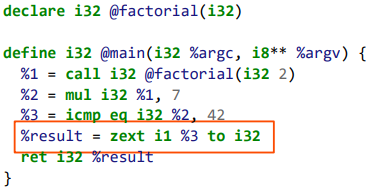 declare i32 @factorial(i32)
define i32 @main(i32 %argc, i8** %argv) {
%1 = call i32 @factorial(i32 2)
%2 = mul i32 %1, 7
%3 = icmp eq i32 %2, 42
%result = zext i1 %3 to i32
ret i32 %result
}